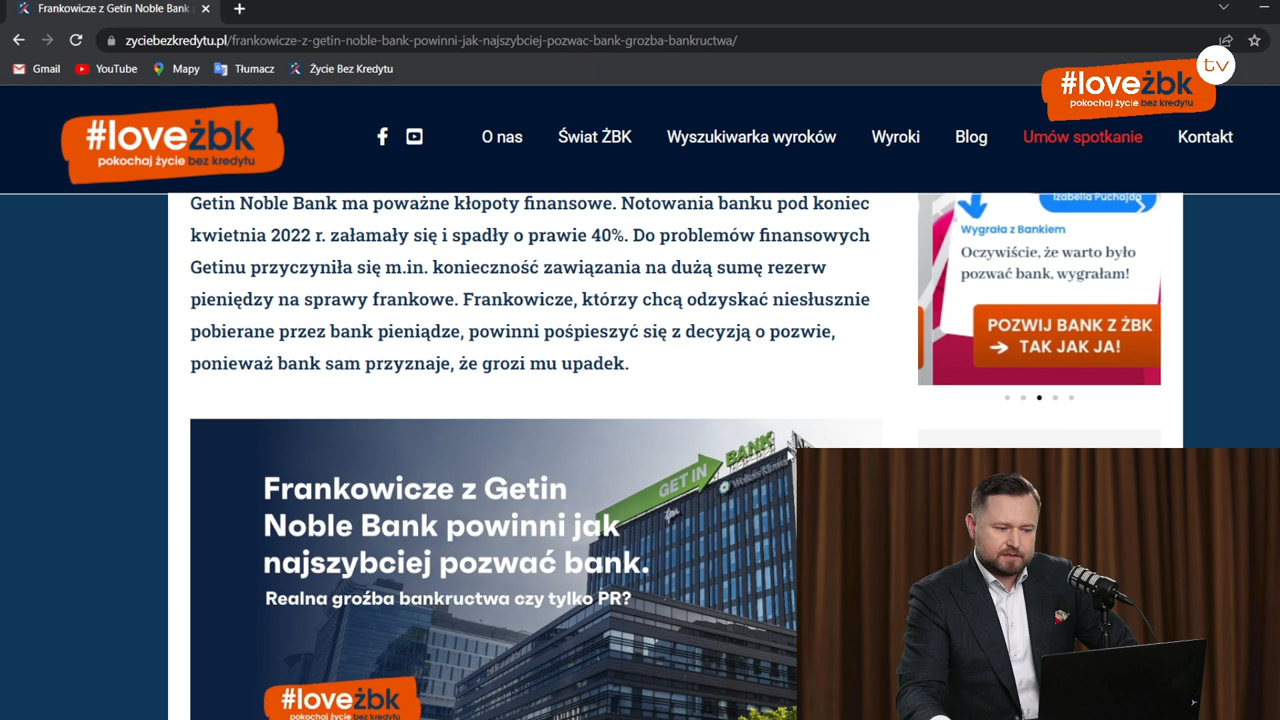 Frankowicze z Getin Noble Bank
zyciebezkredytu.pl/frankowicze-z-getin-noble-bank-powinni-jak-najszybciej-pozwac-bank-grozba-bankructwa/
Gmail YouTube Mapy Tłumacz Życie Bez Kredytu
tv
#loveżbk
pokochaj życie bez kredytu
#loveżbk
pokochaj życie bez kredytu
O nas Świat ŻBK Wyszukiwarka wyroków Wyroki Blog Umów spotkanie Kontakt
Getin Noble Bank ma poważne kłopoty finansowe. Notowania banku pod koniec
kwietnia 2022 r. załamały się i spadły o prawie 40%. Do problemów finansowych
Getinu przyczyniła się m.in. konieczność zawiązania na dużą sumę rezerw
pieniędzy na sprawy frankowe. Frankowicze, którzy chcą odzyskać niesłusznie
pobierane przez bank pieniądze, powinni pośpieszyć się z decyzją o pozwie,
ponieważ bank sam przyznaje, że grozi mu upadek.
Izabella Puchajda
Wygrała z Bankiem
Oczywiście, że warto było
pozwać bank, wygrałam!
POZWIJ BANK Z ŻBK
TAK JAK JA!
GET IN BANK
Wolters Kluwer
Frankowicze z Getin
Noble Bank powinni jak
najszybciej pozwać bank.
Realna groźba bankructwa czy tylko PR?
#loveżbk
pokochaj życie bez kredytu